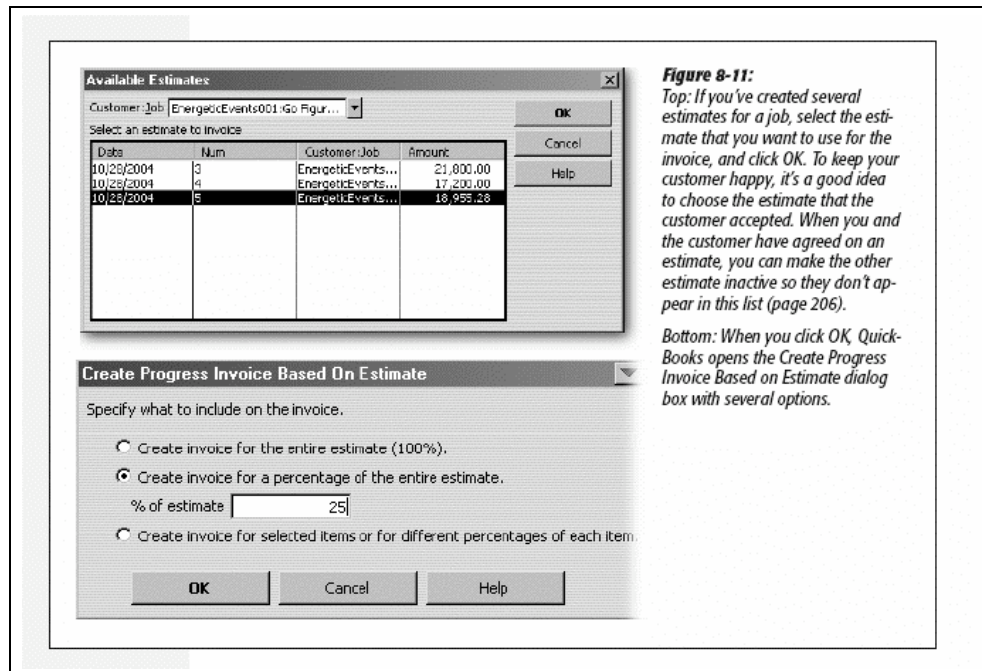 Available Estimates
Customer:Job EnergeticEvents001:Go Figur...
OK
Select an estimate to invoice
Cancel
Date Num Customer:Job Amount
Help
10/28/2004 3 EnergeticEvents... 21,800.00
10/28/2004 4 EnergeticEvents... 17,200.00
10/28/2004 5 EnergeticEvents... 18,955.28
Create Progress Invoice Based On Estimate
Specify what to include on the invoice.
Create invoice for the entire estimate (100%).
Create invoice for a percentage of the entire estimate.
% of estimate 25
Create invoice for selected items or for different percentages of each item.
OK Cancel Help
Figure 8-11:
Top: If you've created several
estimates for a job, select the esti-
mate that you want to use for the
invoice, and click OK. To keep your
customer happy, it's a good idea
to choose the estimate that the
customer accepted. When you and
the customer have agreed on an
estimate, you can make the other
estimate inactive so they don't ap-
pear in this list (page 206).
Bottom: When you click OK, Quick-
Books opens the Create Progress
Invoice Based on Estimate dialog
box with several options.